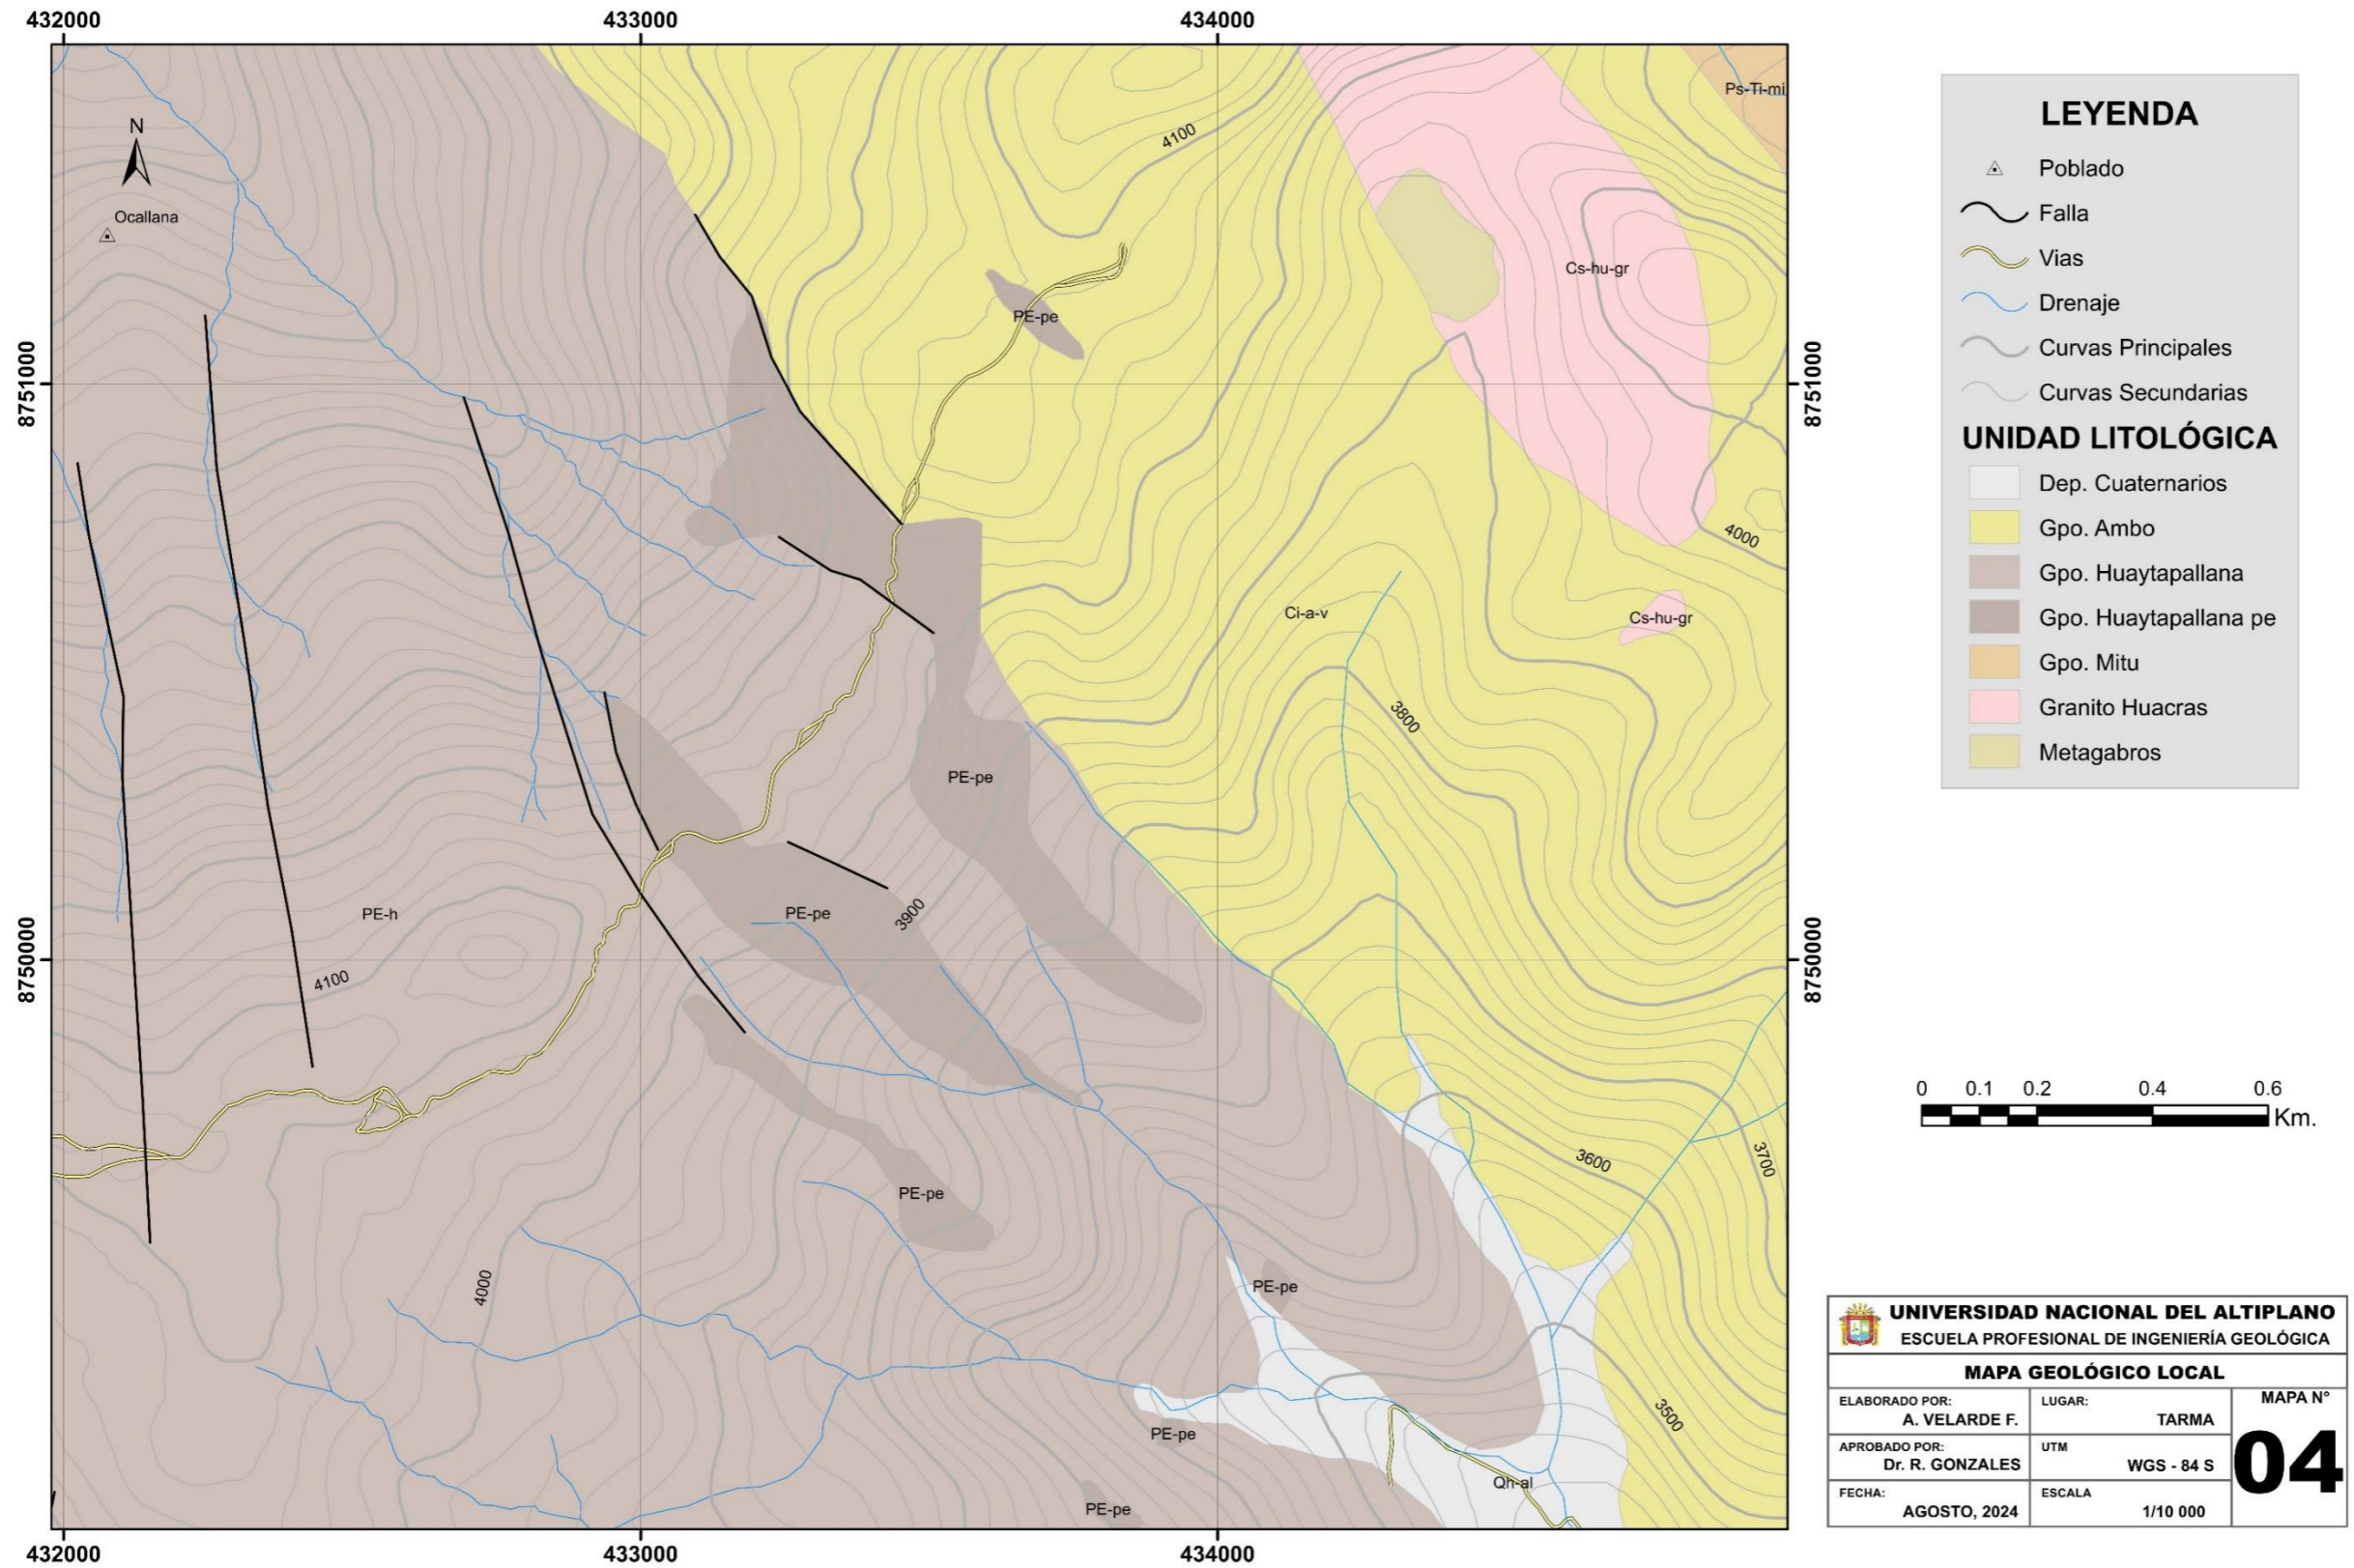 432000
433000
434000
N
Ocallana
4100
Ps-Ti-mi
Cs-hu-gr
PE-pe
8751000
8751000
4000
Ci-a-v
Cs-hu-gr
3800
PE-pe
PE-h
PE-pe
3900
4100
8750000
8750000
3600
3700
PE-pe
4000
PE-pe
3500
PE-pe
Qh-al
PE-pe
432000
433000
434000
LEYENDA
Poblado
Falla
Vias
Drenaje
Curvas Principales
Curvas Secundarias
UNIDAD LITOLÓGICA
Dep. Cuaternarios
Gpo. Ambo
Gpo. Huaytapallana
Gpo. Huaytapallana pe
Gpo. Mitu
Granito Huacras
Metagabros
0 0.1 0.2 0.4 0.6
Km.
UNIVERSIDAD NACIONAL DEL ALTIPLANO
ESCUELA PROFESIONAL DE INGENIERÍA GEOLÓGICA
MAPA GEOLÓGICO LOCAL
ELABORADO POR:
A. VELARDE F.
LUGAR:
TARMA
MAPA N°
04
APROBADO POR:
Dr. R. GONZALES
UTM
WGS - 84 S
FECHA:
AGOSTO, 2024
ESCALA
1/10 000